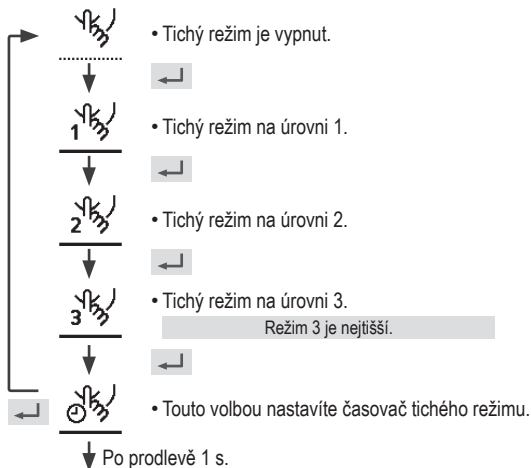 • Tichý režim je vypnut.
1
• Tichý režim na úrovni 1.
2
• Tichý režim na úrovni 2.
3
• Tichý režim na úrovni 3.
Režim 3 je nejtišší.
• Touto volbou nastavíte časovač tichého režimu.
Po prodlevě 1 s.